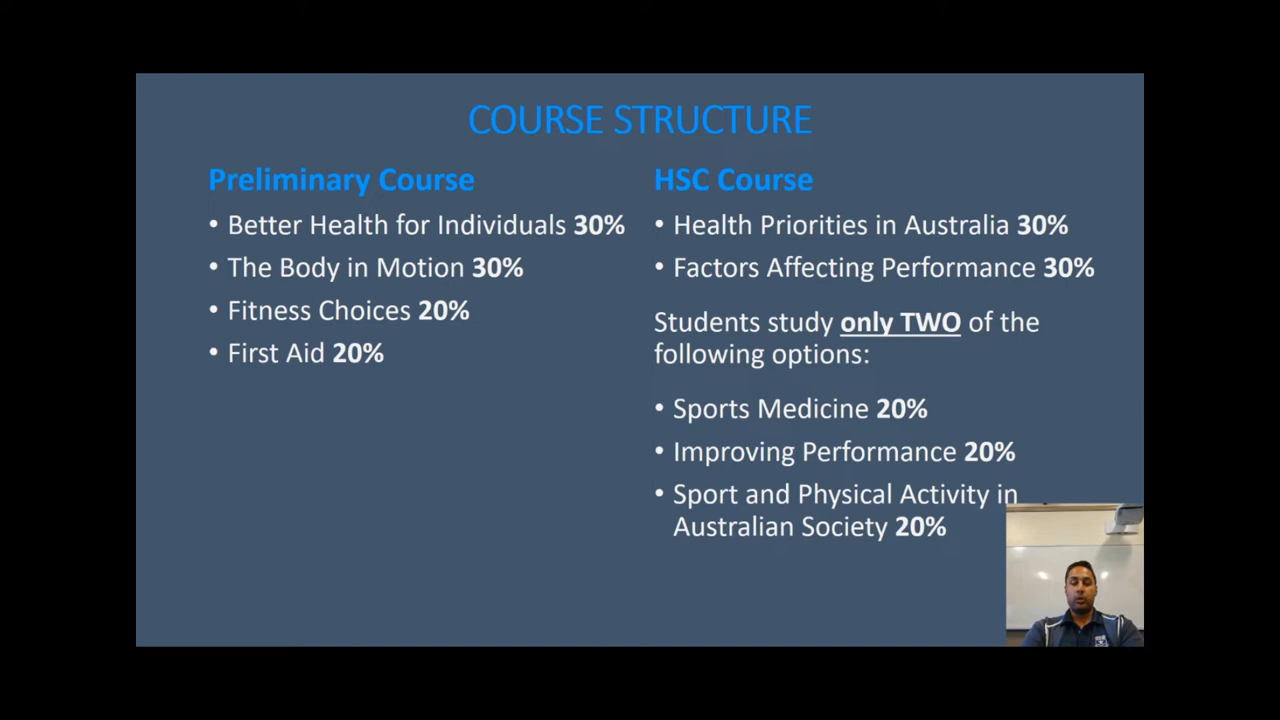 COURSE STRUCTURE
Preliminary Course
• Better Health for Individuals 30%
• The Body in Motion 30%
• Fitness Choices 20%
• First Aid 20%
HSC Course
• Health Priorities in Australia 30%
• Factors Affecting Performance 30%
Students study only TWO of the
following options:
• Sports Medicine 20%
• Improving Performance 20%
• Sport and Physical Activity in
Australian Society 20%